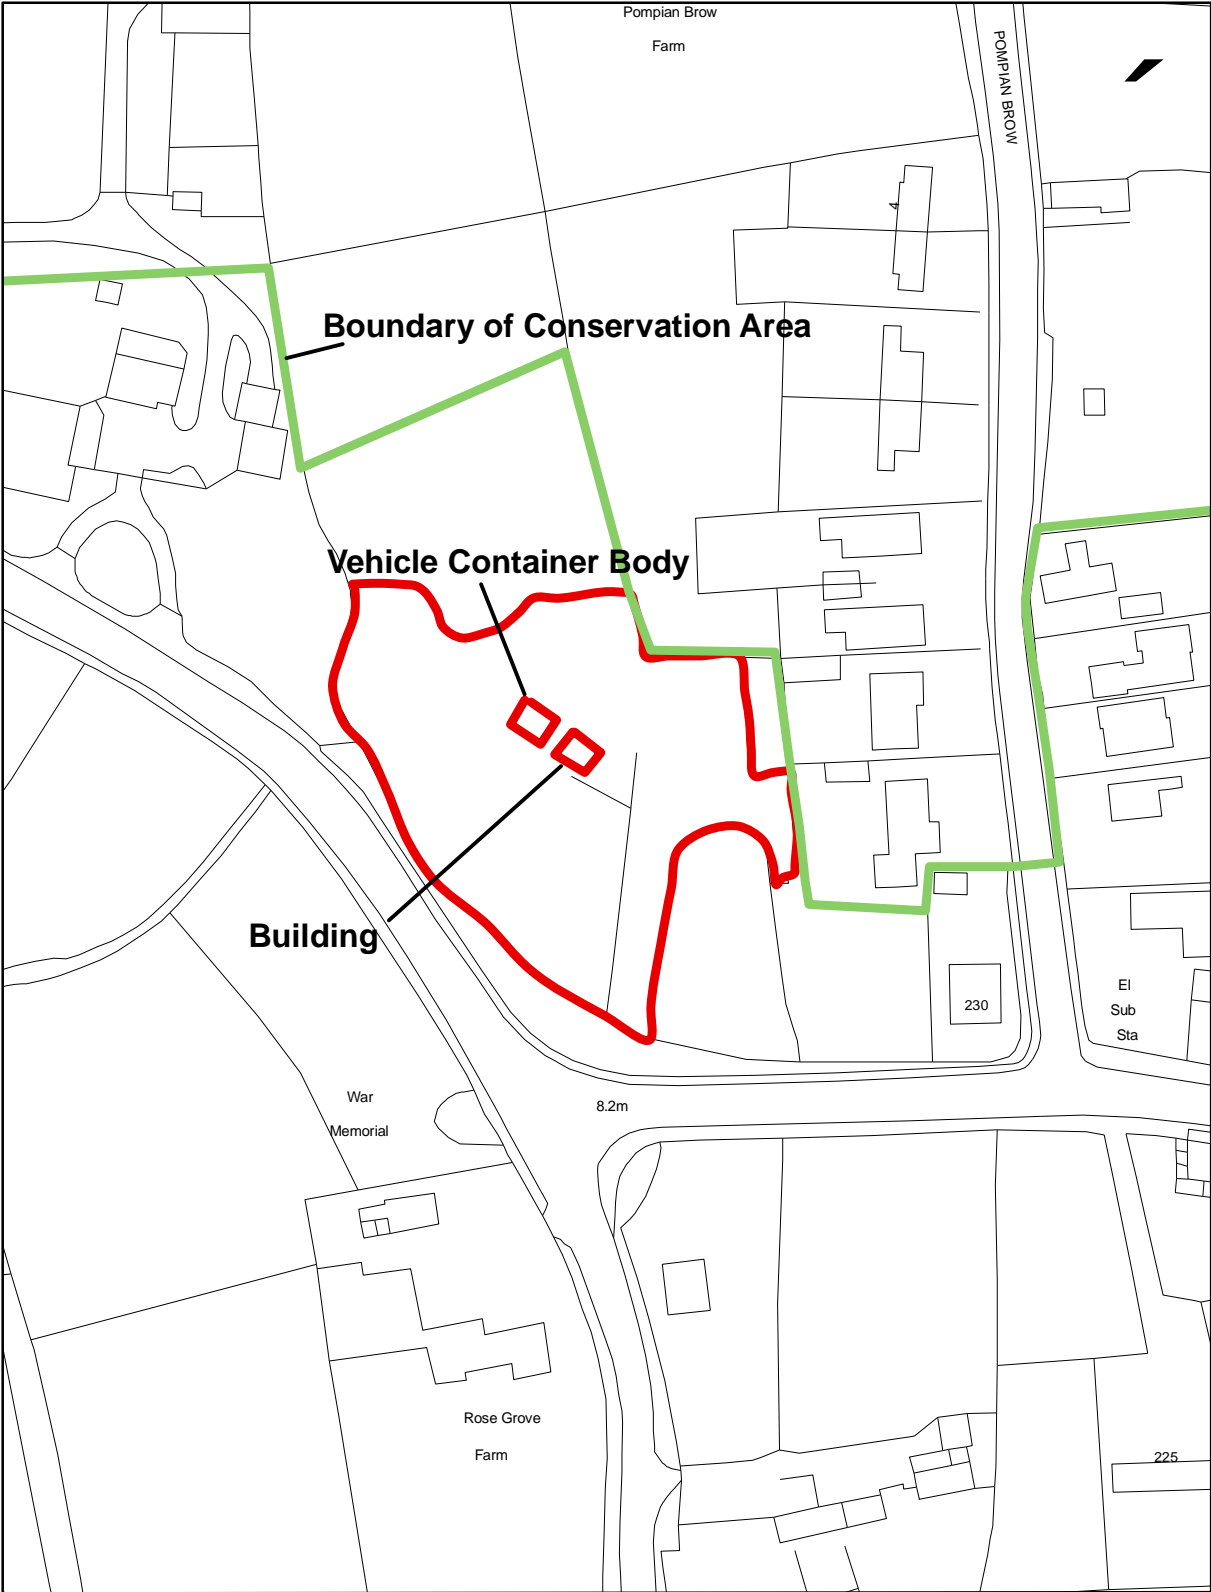 Pompian Brow
Farm
POMPIAN BROW
4
Boundary of Conservation Area
Vehicle Container Body
Building
El
Sub
Sta
230
War
Memorial
8.2m
Rose Grove
Farm
225